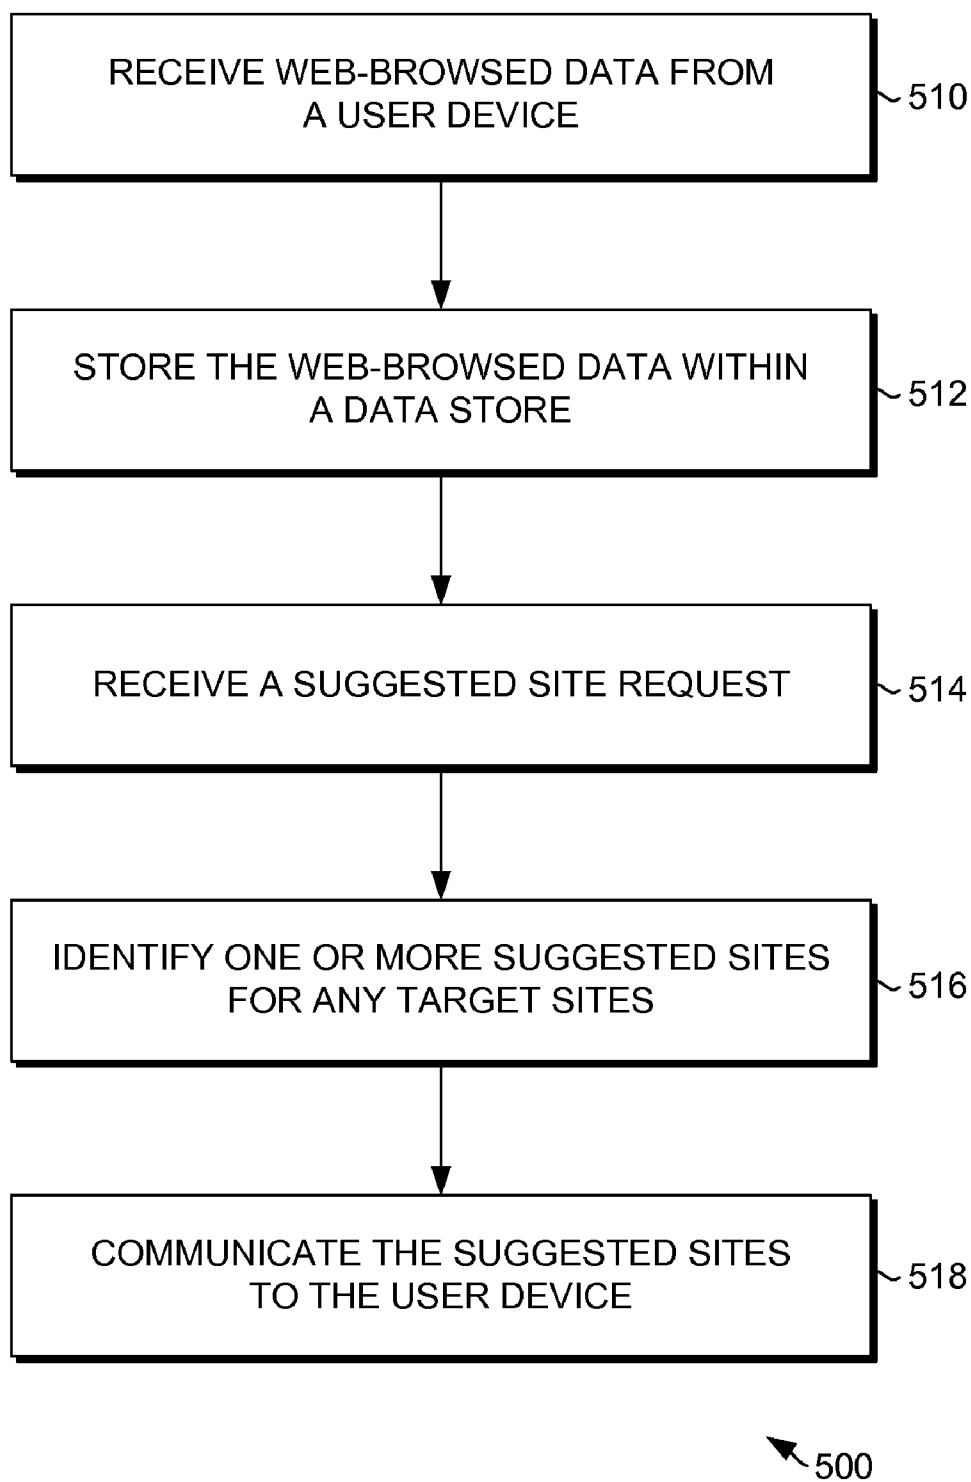 RECEIVE WEB-BROWSED DATA FROM
A USER DEVICE
510
STORE THE WEB-BROWSED DATA WITHIN
A DATA STORE
512
RECEIVE A SUGGESTED SITE REQUEST
514
IDENTIFY ONE OR MORE SUGGESTED SITES
FOR ANY TARGET SITES
516
COMMUNICATE THE SUGGESTED SITES
TO THE USER DEVICE
518
500